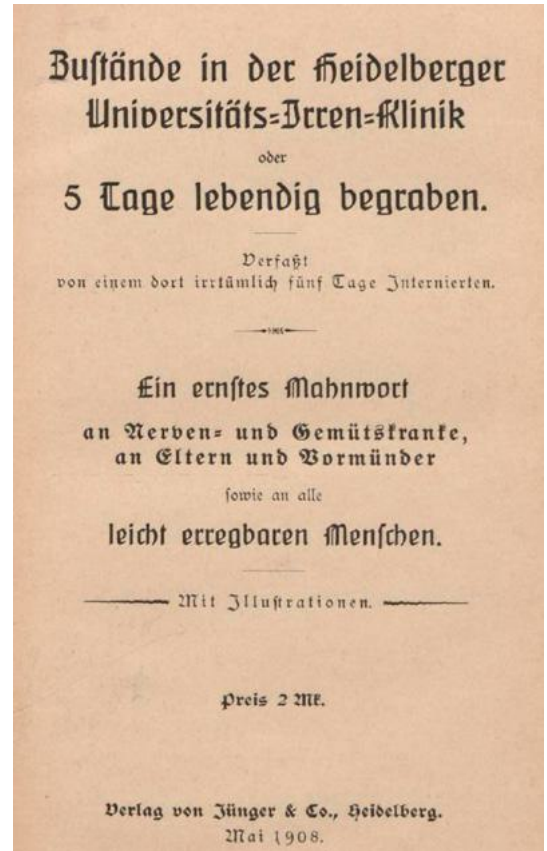 Zustände in der Heidelberger
Universitäts-Irren-Klinik
oder
5 Tage lebendig begraben.
Verfaßt
von einem dort irrtümlich fünf Tage Internierten.
Ein ernstes Mahnwort
an Nerven- und Gemütskranke,
an Eltern und Vormünder
sowie an alle
leicht erregbaren Menschen.
Mit Illustrationen.
Preis 2 Mk.
Verlag von Jünger & Co., Heidelberg.
Mai 1908.